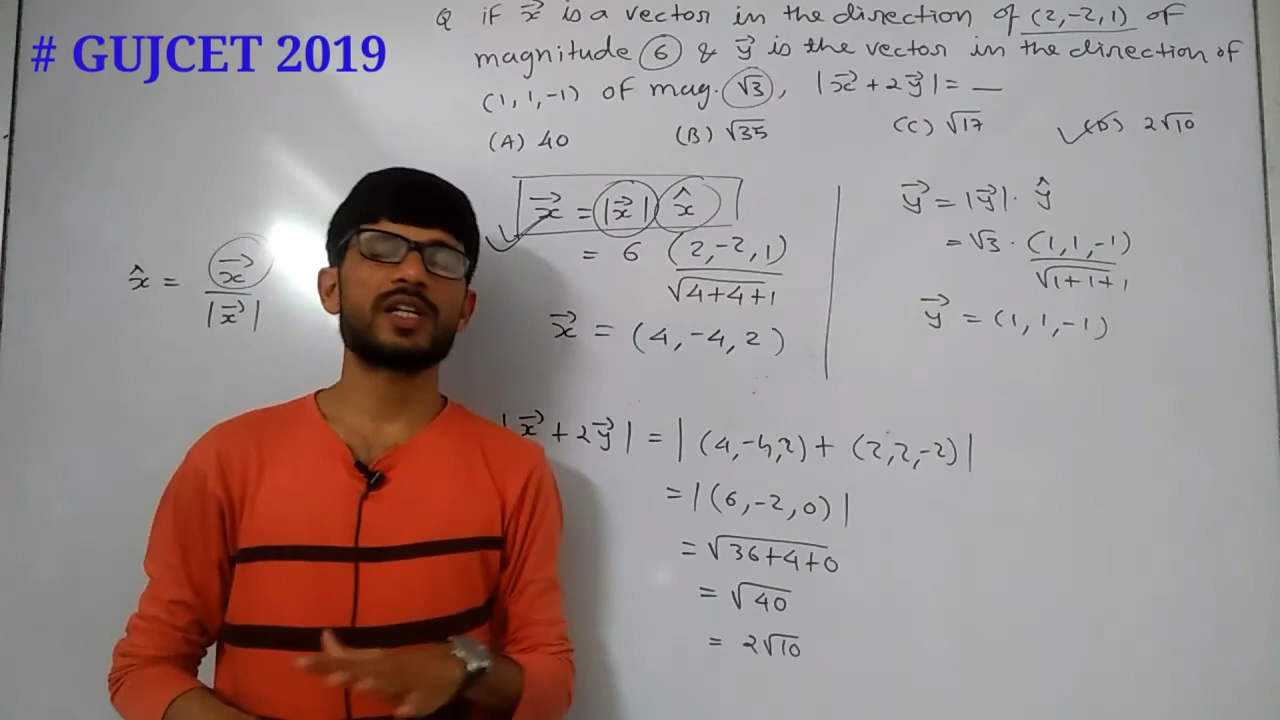 # GUJCET 2019
Q if x⃗ is a vector in the direction of (2,-2,1) of
magnitude 6 & y⃗ is the vector in the direction of
(1,1,-1) of mag. √3, |x⃗ + 2y⃗| = __
(A) 40 (B) √35 (C) √17 (D) 2√10
x⃗ = |x⃗| x̂
= 6 (2,-2,1)
√4+4+1
x⃗ = (4,-4,2)
y⃗ = |y⃗| · ŷ
= √3 · (1,1,-1)
√1+1+1
y⃗ = (1,1,-1)
x̂ = x⃗
|x⃗|
|x⃗ + 2y⃗| = |(4,-4,2) + (2,2,-2)|
= |(6,-2,0)|
= √36+4+0
= √40
= 2√10